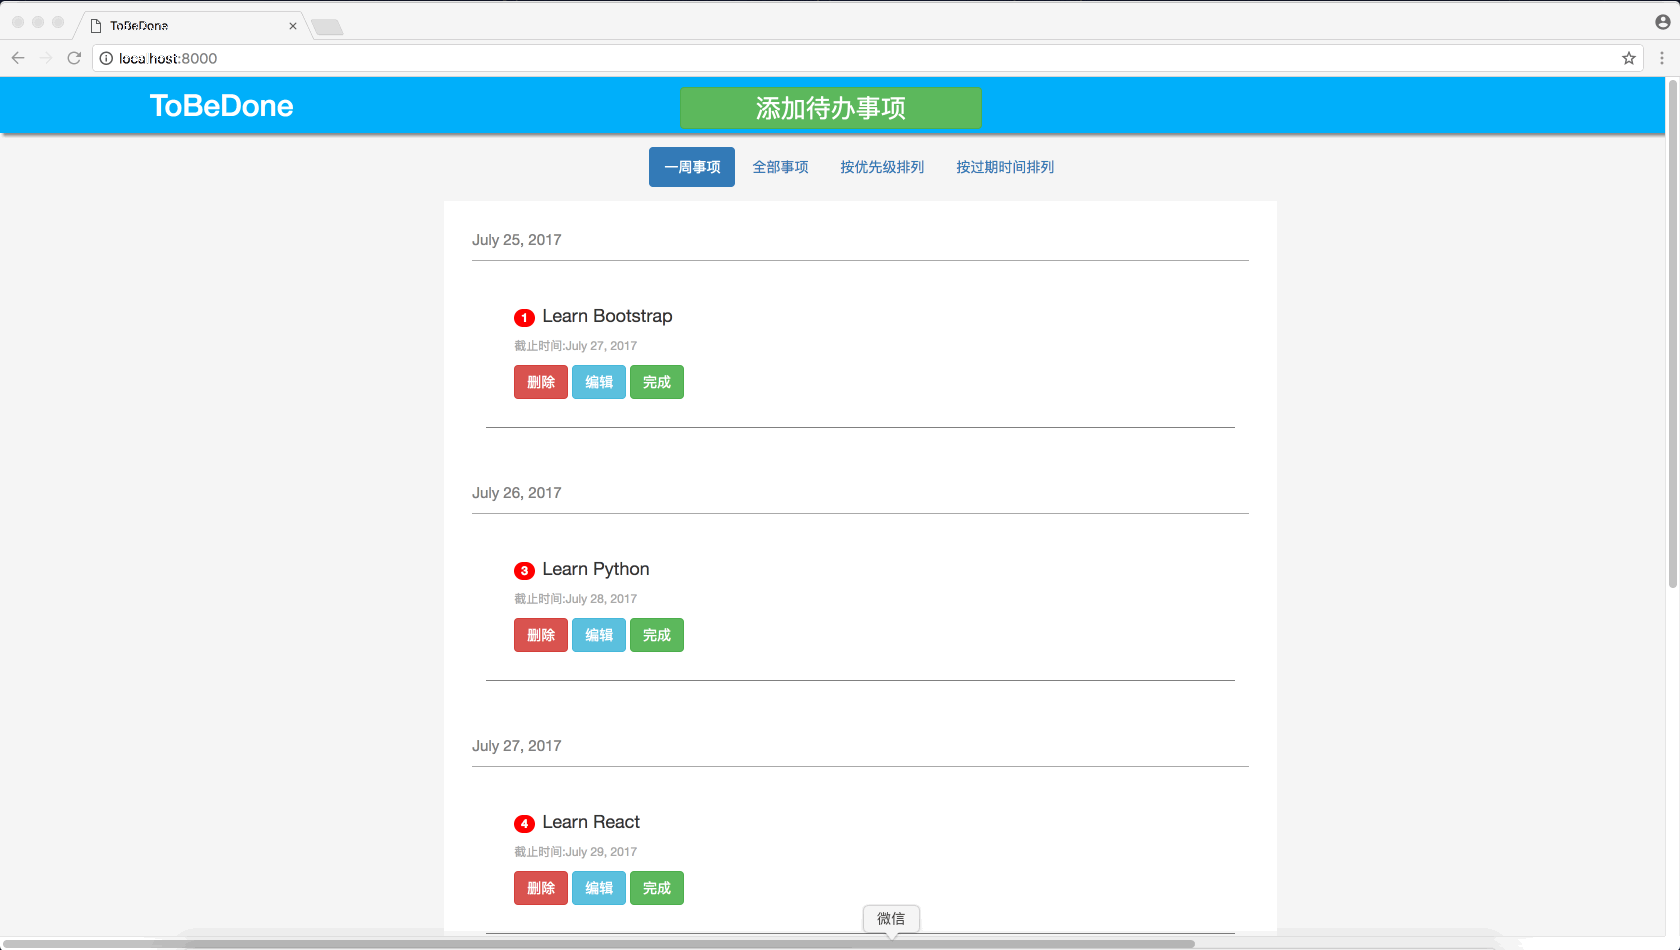 ToBeDone
localhost:8000
ToBeDone
添加待办事项
一周事项 全部事项 按优先级排列 按过期时间排列
July 25, 2017
1 Learn Bootstrap
截止时间:July 27, 2017
删除 编辑 完成
July 26, 2017
3 Learn Python
截止时间:July 28, 2017
删除 编辑 完成
July 27, 2017
4 Learn React
截止时间:July 29, 2017
删除 编辑 完成
微信